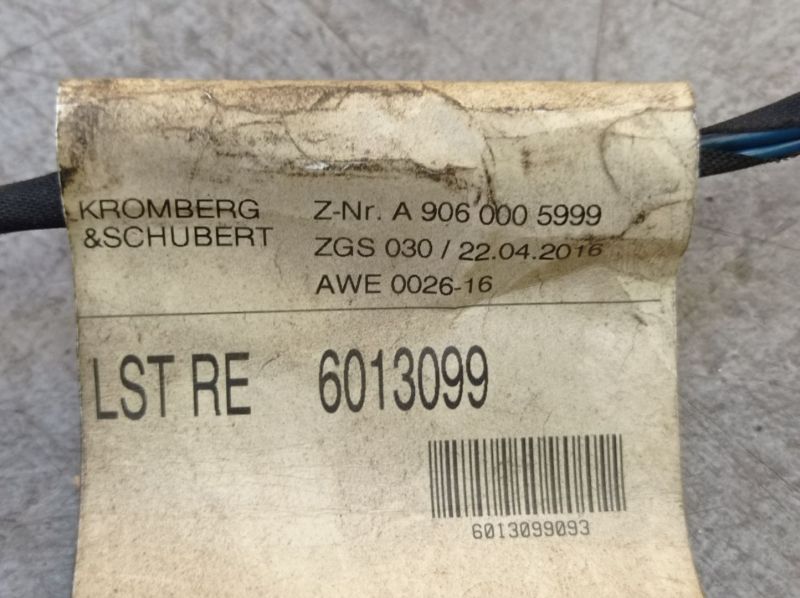 KROMBERG
&SCHUBERT
Z-Nr. A 906 000 5999
ZGS 030 / 22.04.2016
AWE 0026-16
LST RE 6013099
6013099093